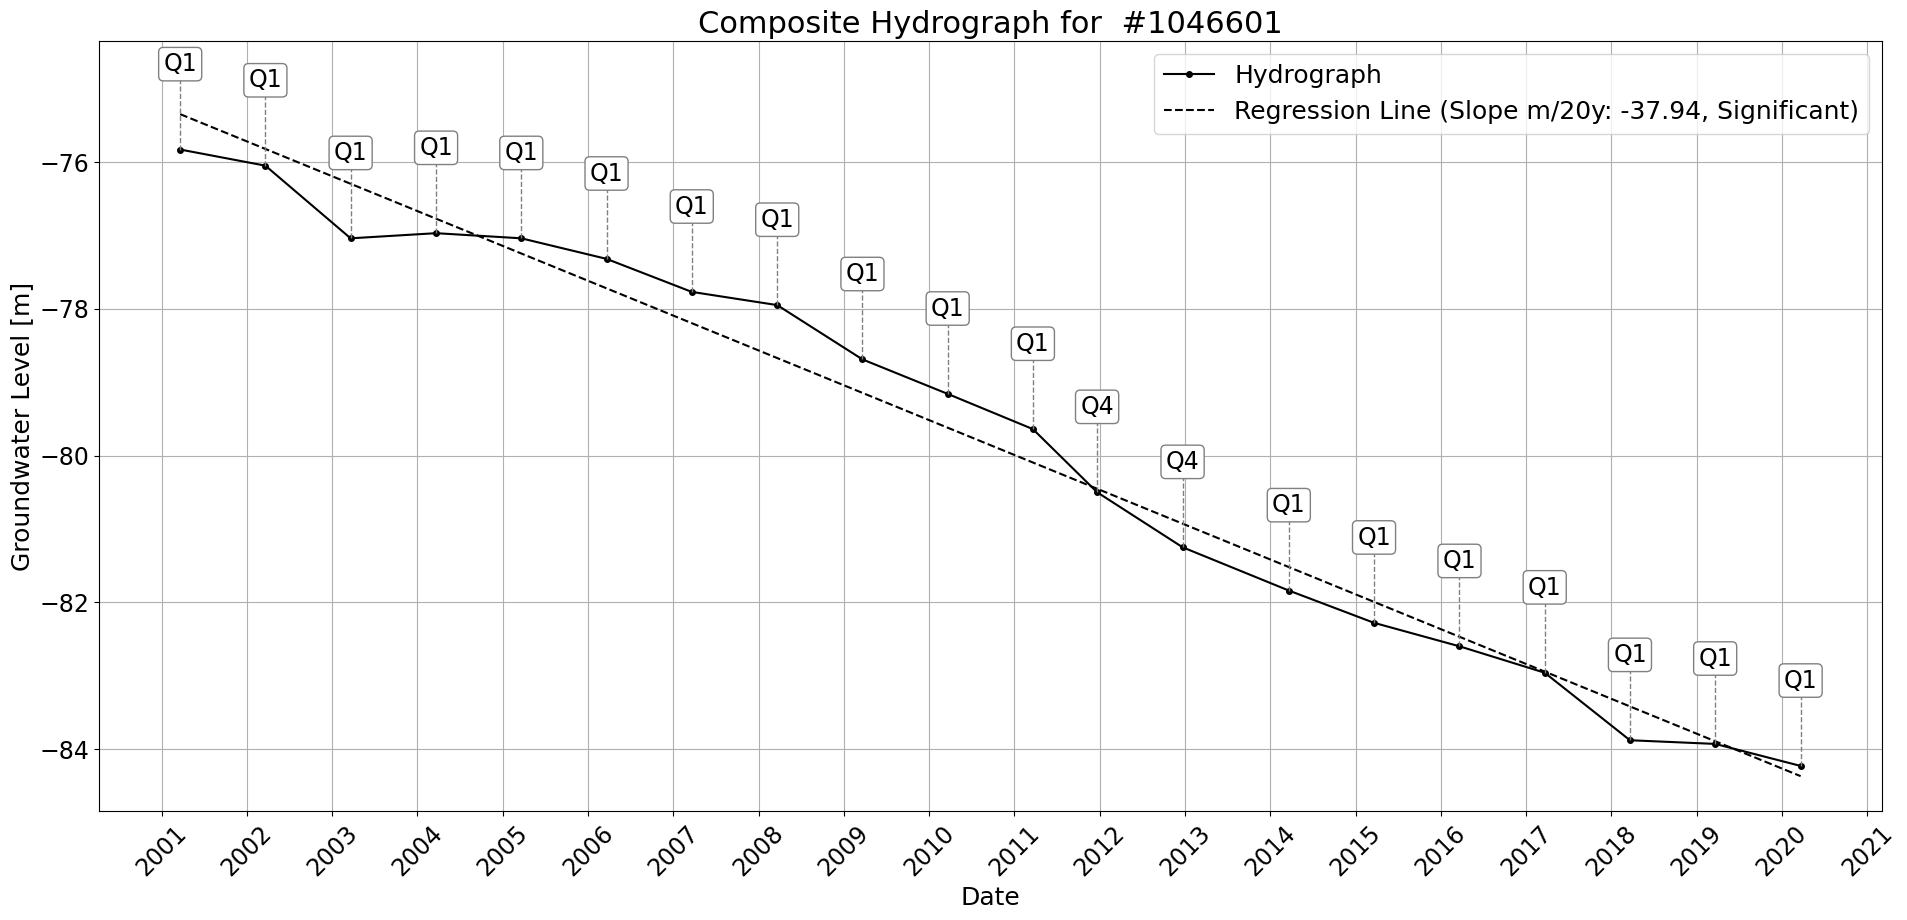 Composite Hydrograph for  #1046601
Hydrograph
Regression Line (Slope m/20y: -37.94, Significant)
Q1
Q1
Q1
Q1
Q1
Q1
Q1
Q1
Q1
Q1
Q1
Q4
Q4
Q1
Q1
Q1
Q1
Q1
Q1
Q1
Groundwater Level [m]
−76
−78
−80
−82
−84
2001
2002
2003
2004
2005
2006
2007
2008
2009
2010
2011
2012
2013
2014
2015
2016
2017
2018
2019
2020
2021
Date